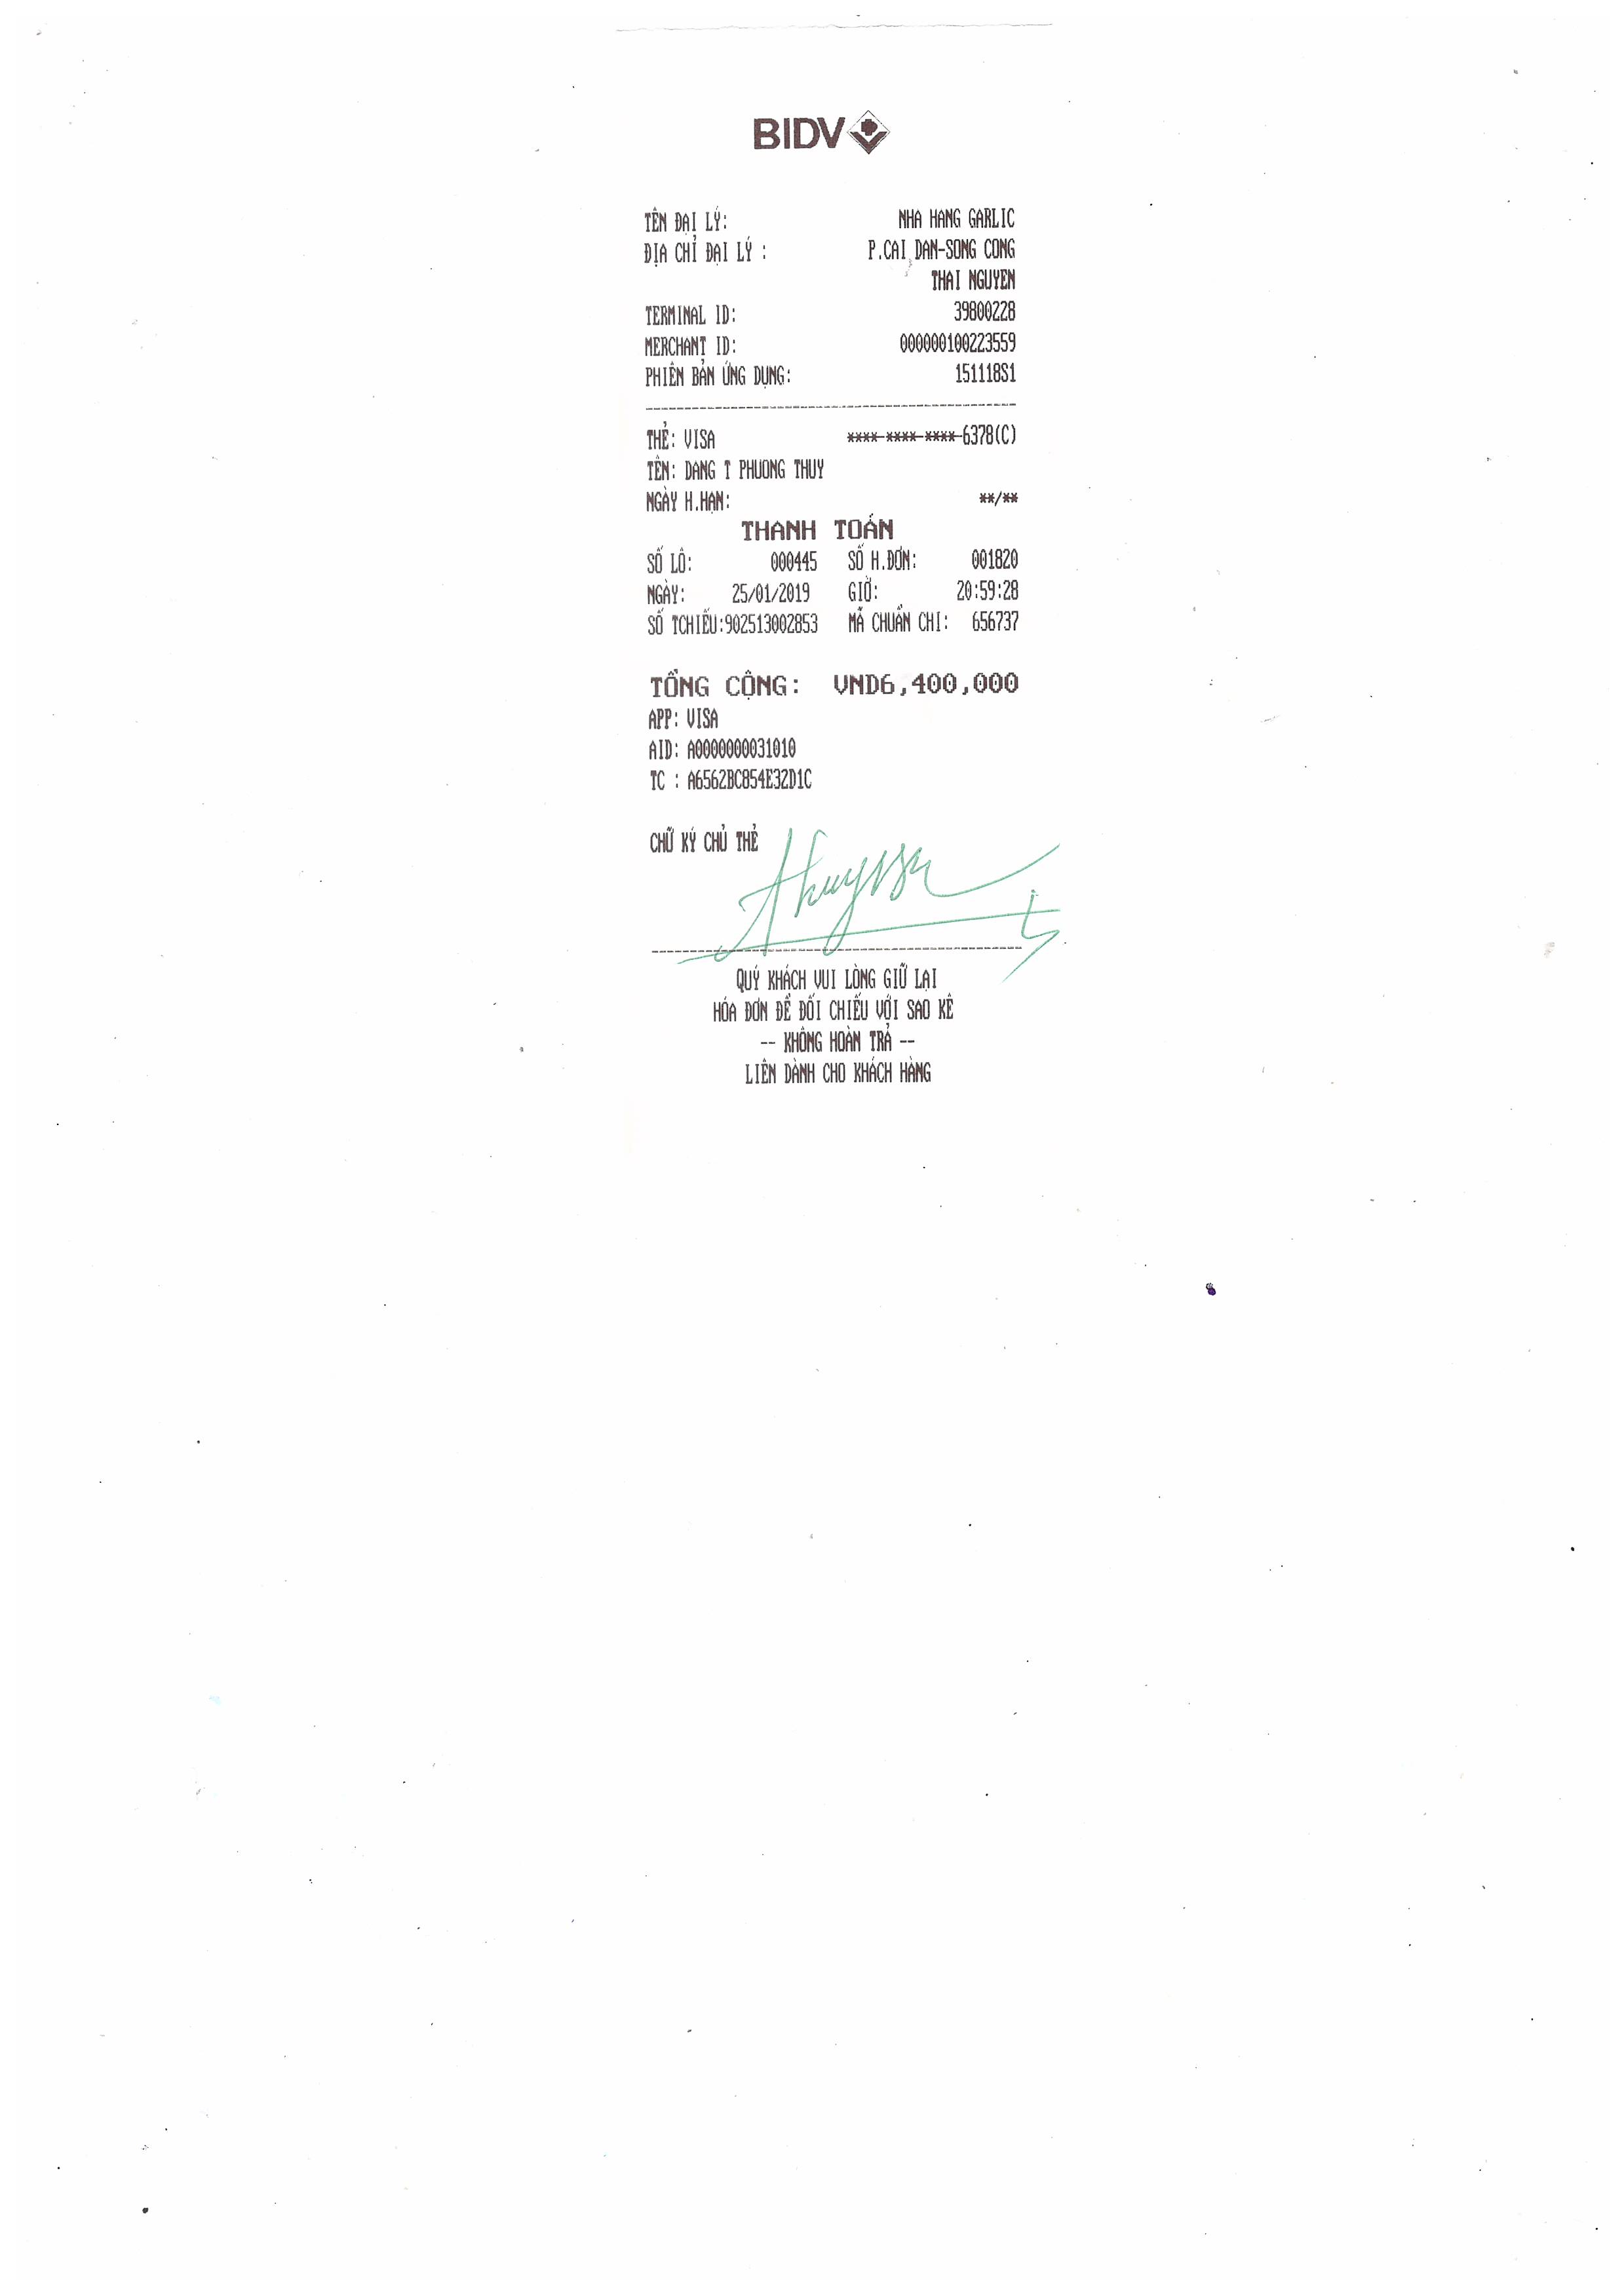 BIDV
TÊN ĐẠI LÝ: NHA HANG GARLIC
ĐỊA CHỈ ĐẠI LÝ : P.CAI DAN-SONG CONG
THAI NGUYEN
TERMINAL ID: 39800228
MERCHANT ID: 000000100223559
PHIÊN BẢN ỨNG DỤNG: 151118S1
THẺ: VISA ****-****-****-6378(C)
TÊN: DANG T PHUONG THUY
NGÀY H.HẠN: **/**
THANH TOÁN
SỐ LÔ: 000445 SỐ H.ĐƠN: 001820
NGÀY: 25/01/2019 GIỜ: 20:59:28
SỐ TCHIẾU:902513002853 MÃ CHUẨN CHI: 656737
TỔNG CỘNG: VND6,400,000
APP: VISA
AID: A0000000031010
TC : A6562BC854E32D1C
CHỮ KÝ CHỦ THẺ
QUÝ KHÁCH VUI LÒNG GIỮ LẠI
HÓA ĐƠN ĐỂ ĐỐI CHIẾU VỚI SAO KÊ
-- KHÔNG HOÀN TRẢ --
LIÊN DÀNH CHO KHÁCH HÀNG